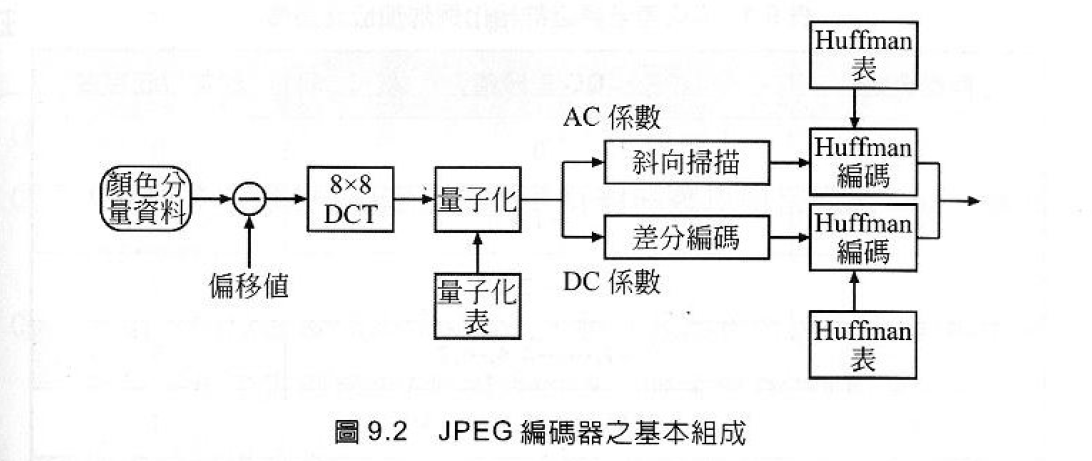 Huffman
表
AC 係數
斜向掃描
Huffman
編碼
顏色分
量資料
8×8
DCT
量子化
差分編碼
Huffman
編碼
偏移值
DC 係數
量子化
表
Huffman
表
圖 9.2 JPEG 編碼器之基本組成